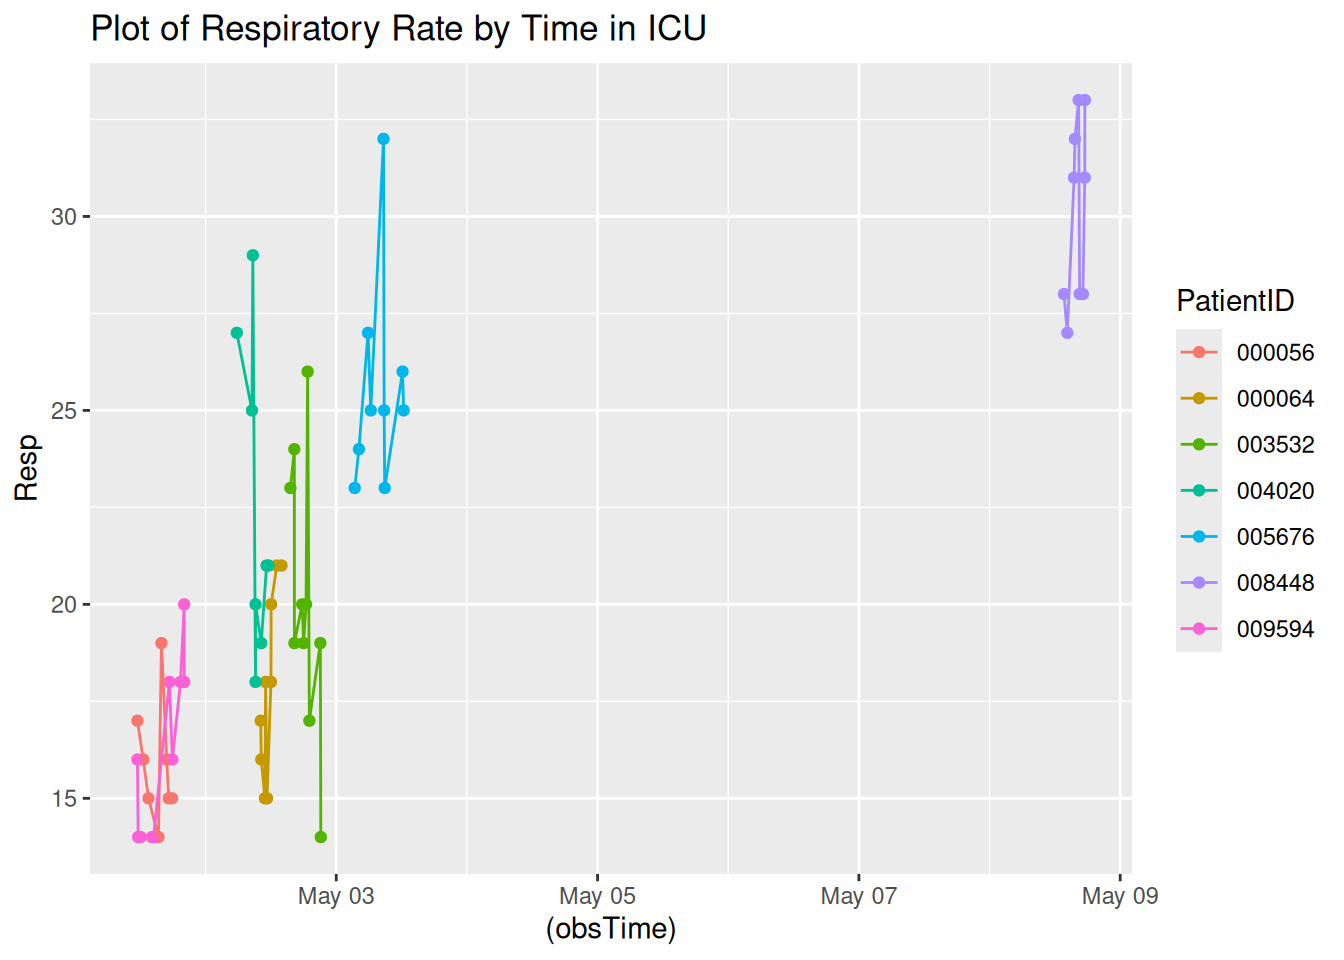 Plot of Respiratory Rate by Time in ICU
30
25
20
15
Resp
May 03
May 05
May 07
May 09
(obsTime)
PatientID
000056
000064
003532
004020
005676
008448
009594